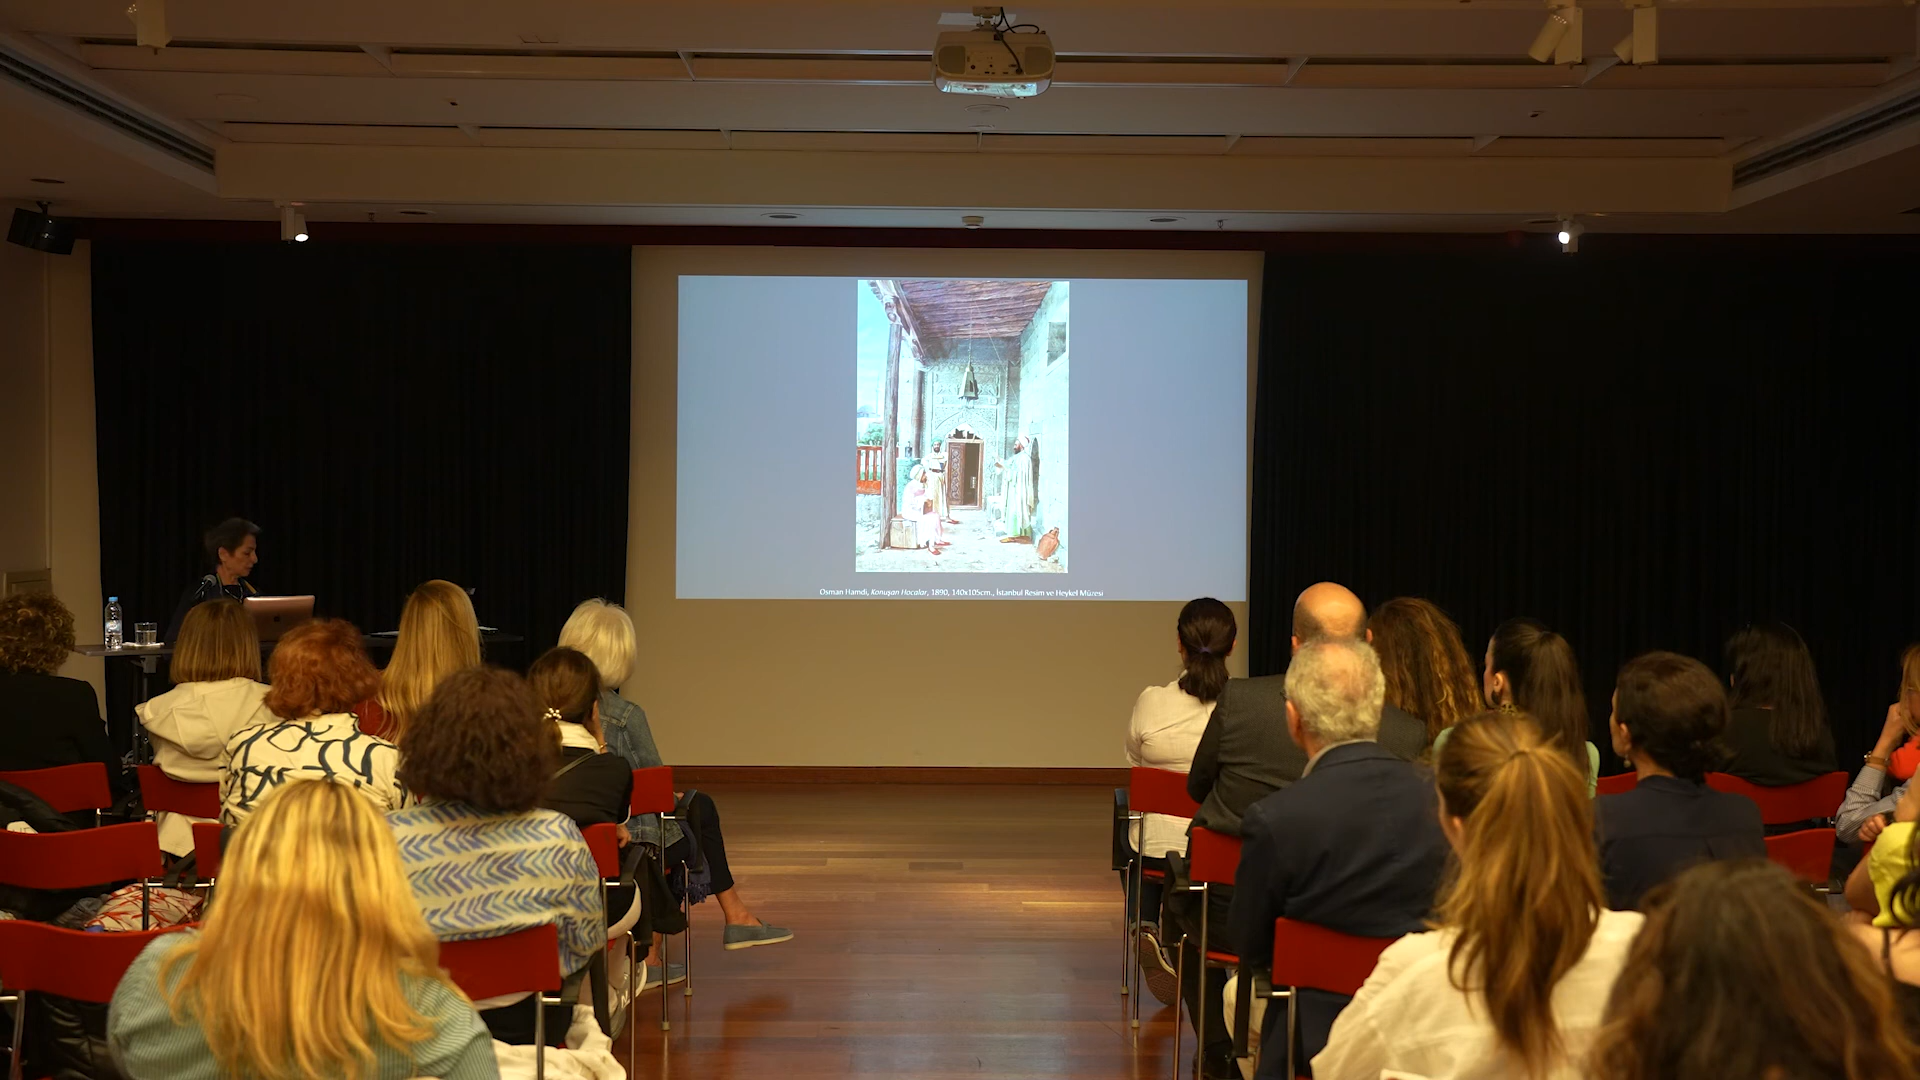 Osman Hamdi, Konuşan Hocalar, 1890, 140x105cm., İstanbul Resim ve Heykel Müzesi